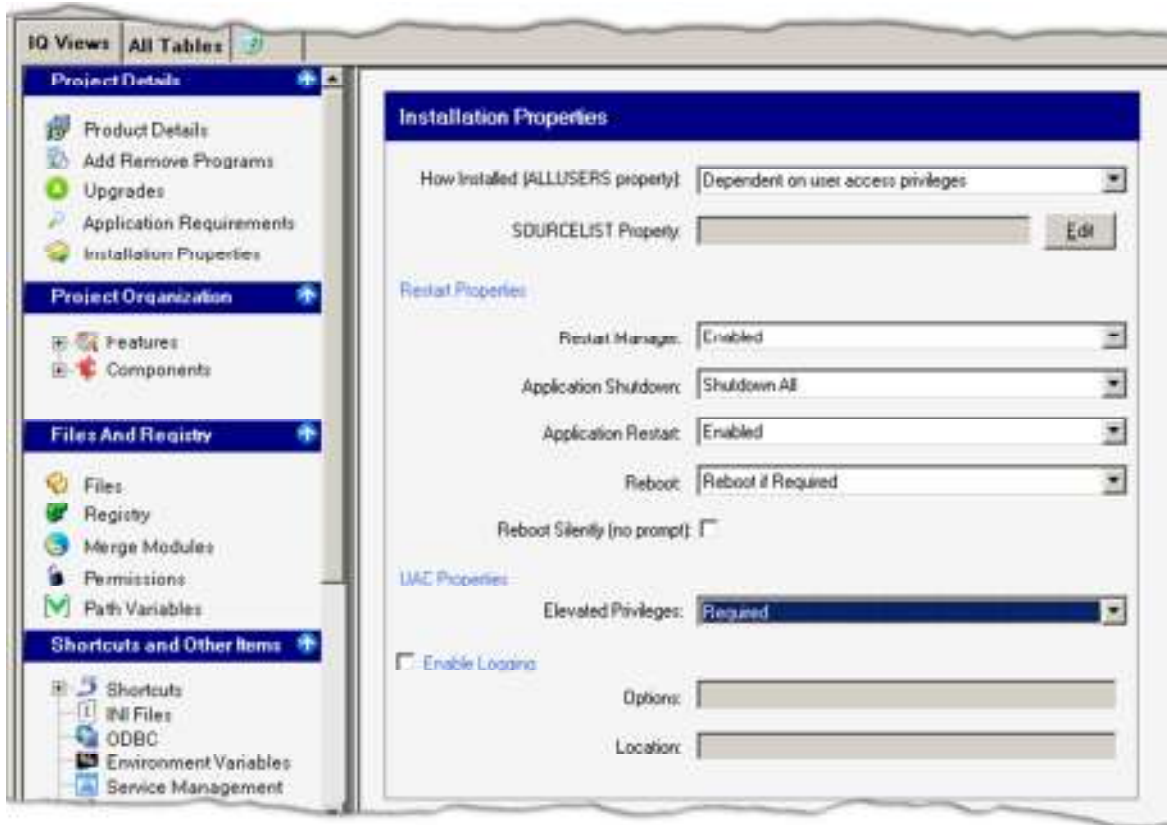 IQ Views
All Tables
Project Details
Product Details
Add Remove Programs
Upgrades
Application Requirements
Installation Properties
Project Organization
Features
Components
Files And Registry
Files
Registry
Merge Modules
Permissions
Path Variables
Shortcuts and Other Items
Shortcuts
INI Files
ODBC
Environment Variables
Service Management
Installation Properties
How Installed (ALLUSERS property): Dependent on user access privileges
SOURCELIST Property: Edit
Restart Properties
Restart Manager: Enabled
Application Shutdown: Shutdown All
Application Restart: Enabled
Reboot: Reboot if Required
Reboot Silently (no prompt):
UAC Properties
Elevated Privileges: Required
Enable Logging
Options:
Location: